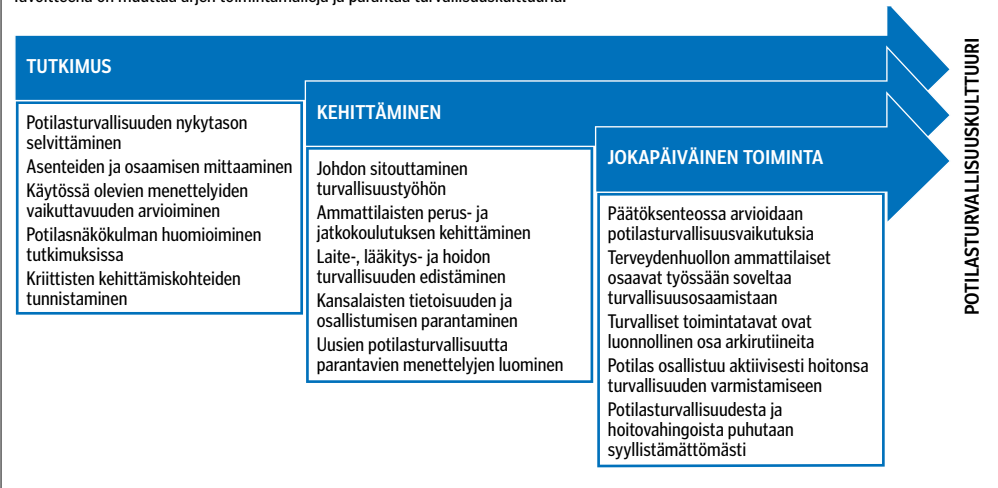 TUTKIMUS
Potilasturvallisuuden nykytason
selvittäminen
Asenteiden ja osaamisen mittaaminen
Käytössä olevien menettelyiden
vaikuttavuuden arvioiminen
Potilasnäkökulman huomioiminen
tutkimuksissa
Kriittisten kehittämiskohteiden
tunnistaminen
KEHITTÄMINEN
Johdon sitouttaminen
turvallisuustyöhön
Ammattilaisten perus- ja
jatkokoulutuksen kehittäminen
Laite-, lääkitys- ja hoidon
turvallisuuden edistäminen
Kansalaisten tietoisuuden ja
osallistumisen parantaminen
Uusien potilasturvallisuutta
parantavien menettelyjen luominen
JOKAPÄIVÄINEN TOIMINTA
Päätöksenteossa arvioidaan
potilasturvallisuusvaikutuksia
Terveydenhuollon ammattilaiset
osaavat työssään soveltaa
turvallisuusosaamistaan
Turvalliset toimintatavat ovat
luonnollinen osa arkirutiineita
Potilas osallistuu aktiivisesti hoitonsa
turvallisuuden varmistamiseen
Potilasturvallisuudesta ja
hoitovahingoista puhutaan
syyllistämättömästi
POTILASTURVALLISUUSKULTTUURI